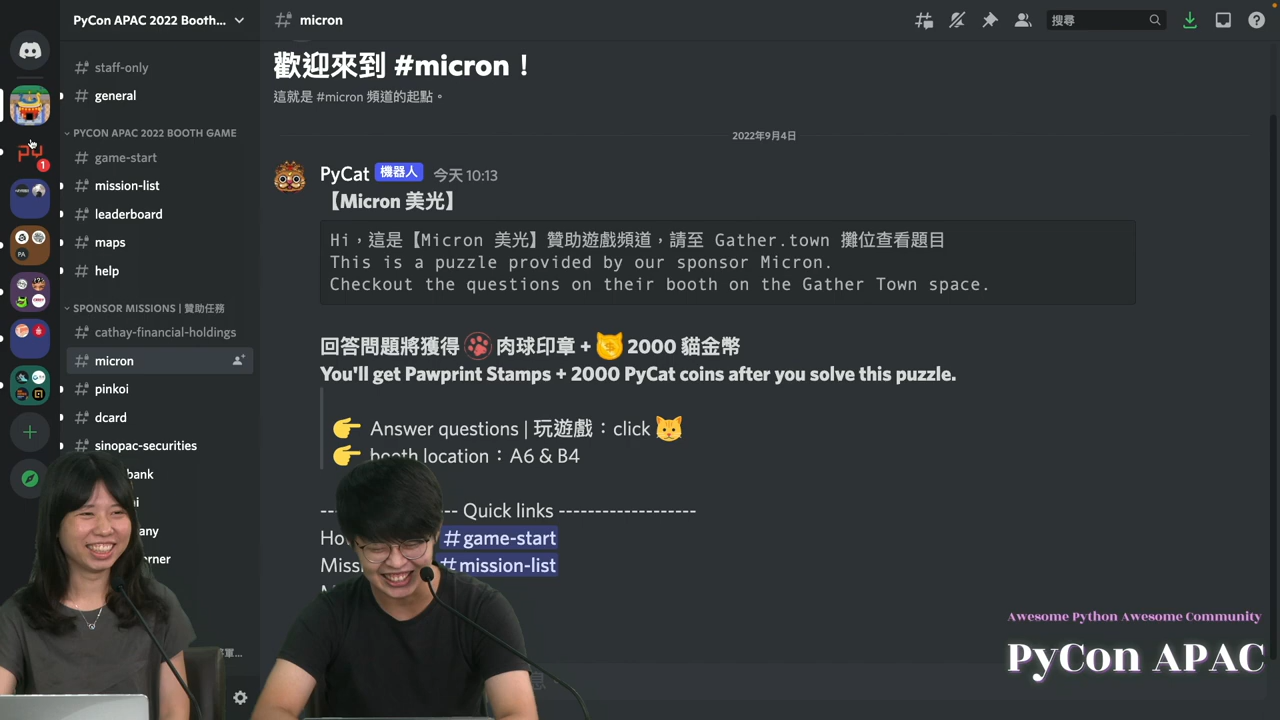 PyCon APAC 2022 Booth...
staff-only
general
PYCON APAC 2022 BOOTH GAME
game-start
mission-list
leaderboard
maps
help
SPONSOR MISSIONS | 贊助任務
cathay-financial-holdings
micron
pinkoi
dcard
sinopac-securities
bank
any
rner
1
micron
搜尋
歡迎來到 #micron！
這就是 #micron 頻道的起點。
2022年9月4日
PyCat 機器人 今天 10:13
【Micron 美光】
Hi，這是【Micron 美光】贊助遊戲頻道，請至 Gather.town 攤位查看題目
This is a puzzle provided by our sponsor Micron.
Checkout the questions on their booth on the Gather Town space.
回答問題將獲得 肉球印章 + 2000 貓金幣
You'll get Pawprint Stamps + 2000 PyCat coins after you solve this puzzle.
Answer questions | 玩遊戲：click
booth location：A6 & B4
Quick links -------------------
#game-start
#mission-list
Awesome Python Awesome Community
PyCon APAC